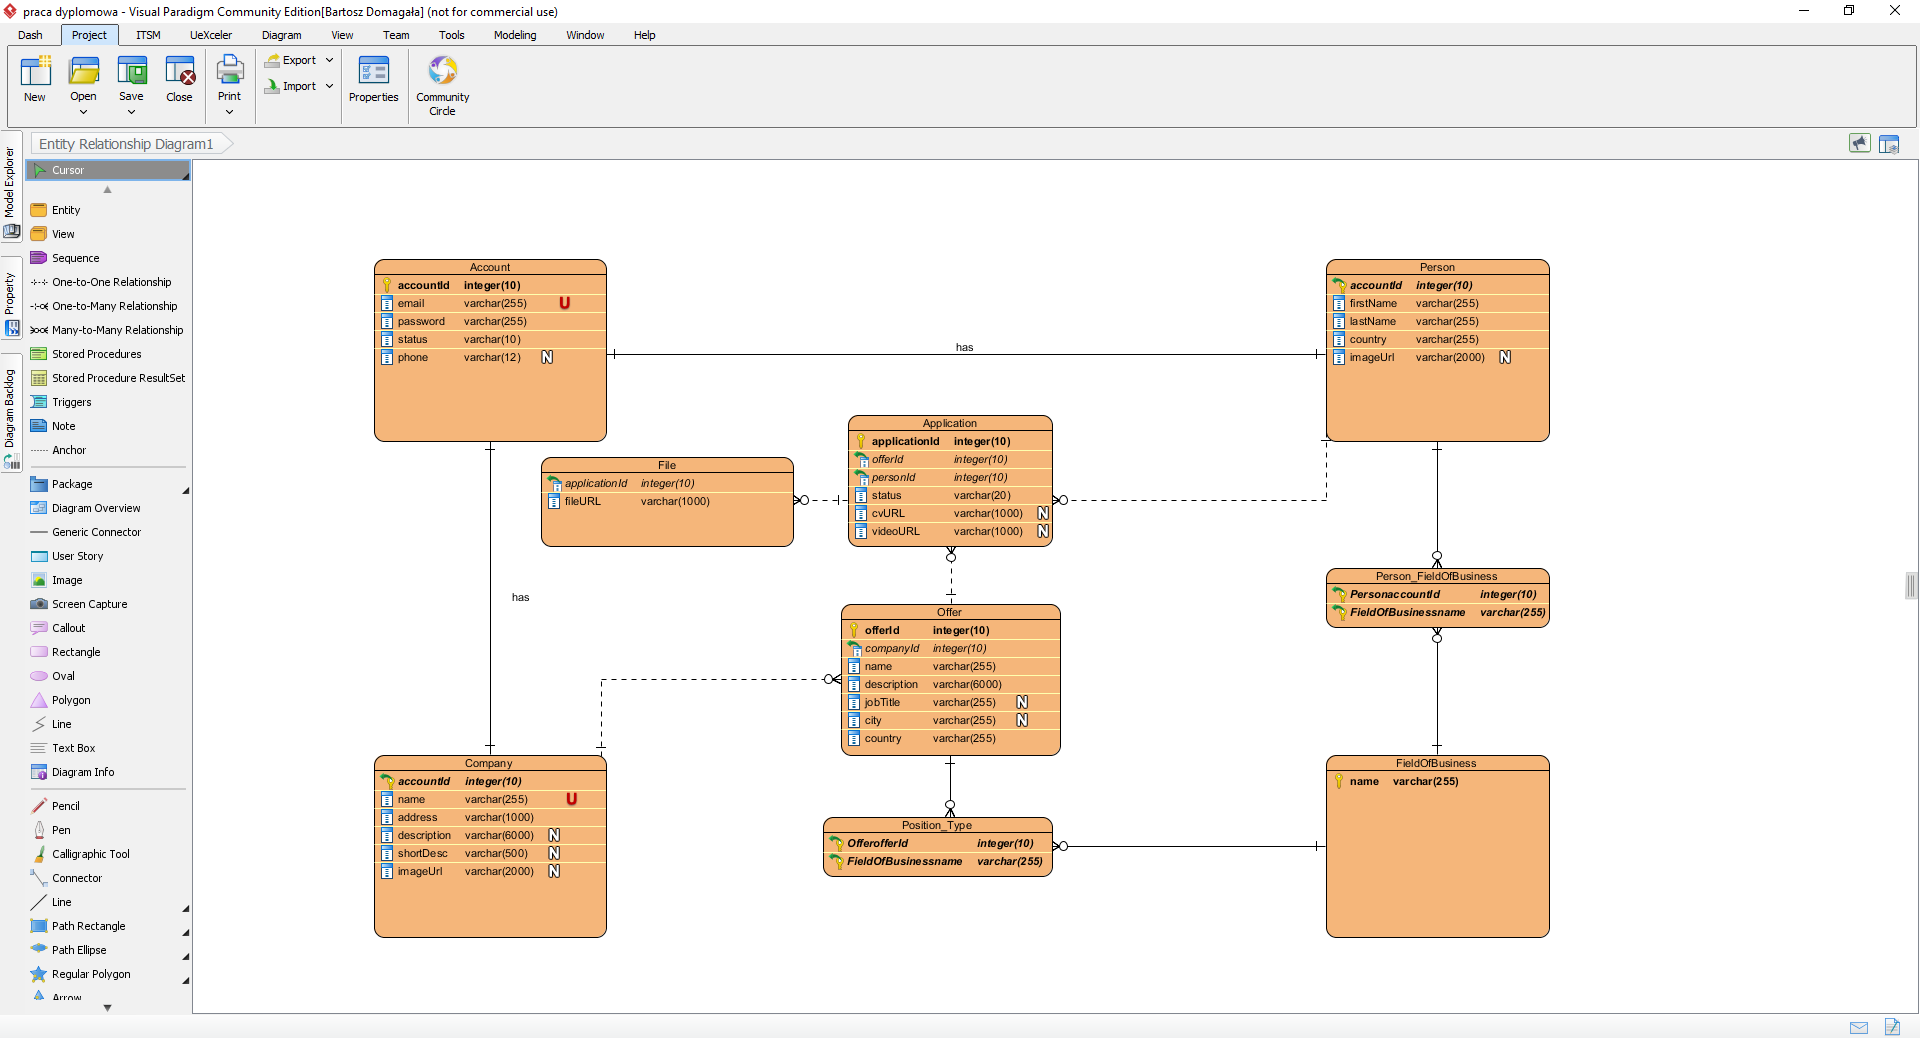 praca dyplomowa - Visual Paradigm Community Edition[Bartosz Domagała] (not for commercial use)
Dash Project ITSM UeXceler Diagram View Team Tools Modeling Window Help
New Open Save Close Print Export Import Properties Community Circle
Entity Relationship Diagram1
Model Explorer
Property
Diagram Backlog
Cursor
Entity
View
Sequence
One-to-One Relationship
One-to-Many Relationship
Many-to-Many Relationship
Stored Procedures
Stored Procedure ResultSet
Triggers
Note
Anchor
Package
Diagram Overview
Generic Connector
User Story
Image
Screen Capture
Callout
Rectangle
Oval
Polygon
Line
Text Box
Diagram Info
Pencil
Pen
Calligraphic Tool
Connector
Line
Path Rectangle
Path Ellipse
Regular Polygon
Arrow
Account
accountId integer(10)
email varchar(255) U
password varchar(255)
status varchar(10)
phone varchar(12) N
has
Person
accountId integer(10)
firstName varchar(255)
lastName varchar(255)
country varchar(255)
imageUrl varchar(2000) N
File
applicationId integer(10)
fileURL varchar(1000)
Application
applicationId integer(10)
offerId integer(10)
personId integer(10)
status varchar(20)
cvURL varchar(1000) N
videoURL varchar(1000) N
has
Offer
offerId integer(10)
companyId integer(10)
name varchar(255)
description varchar(6000)
jobTitle varchar(255) N
city varchar(255) N
country varchar(255)
Person_FieldOfBusiness
PersonaccountId integer(10)
FieldOfBusinessname varchar(255)
Company
accountId integer(10)
name varchar(255) U
address varchar(1000)
description varchar(6000) N
shortDesc varchar(500) N
imageUrl varchar(2000) N
Position_Type
OfferofferId integer(10)
FieldOfBusinessname varchar(255)
FieldOfBusiness
name varchar(255)